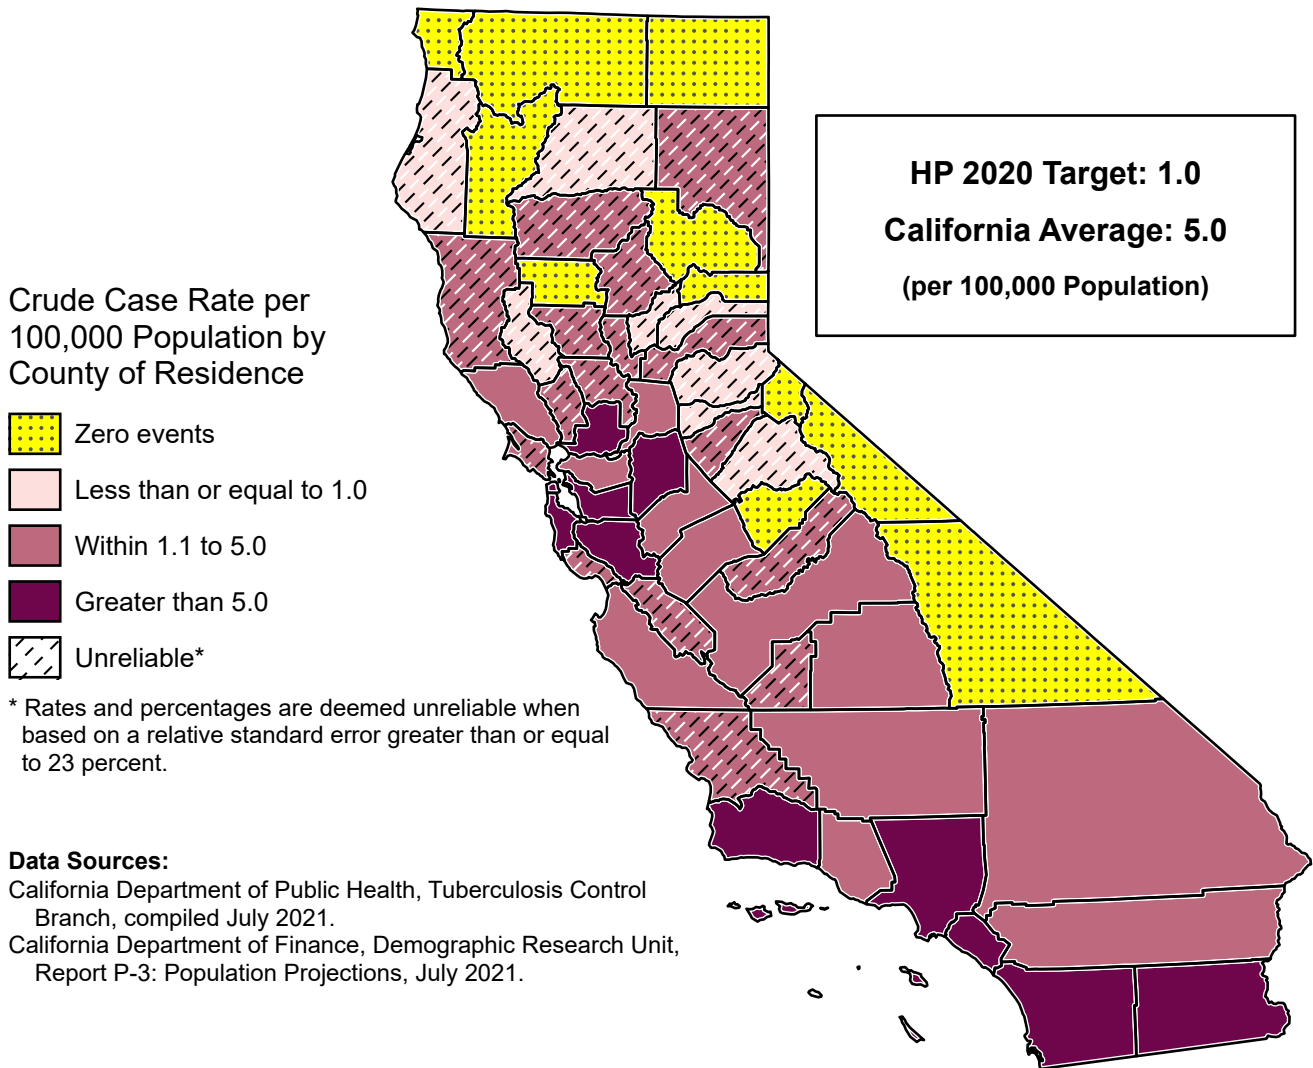 HP 2020 Target: 1.0
California Average: 5.0
(per 100,000 Population)
Crude Case Rate per
100,000 Population by
County of Residence
Zero events
Less than or equal to 1.0
Within 1.1 to 5.0
Greater than 5.0
Unreliable*
* Rates and percentages are deemed unreliable when
based on a relative standard error greater than or equal
to 23 percent.
Data Sources:
California Department of Public Health, Tuberculosis Control
Branch, compiled July 2021.
California Department of Finance, Demographic Research Unit,
Report P-3: Population Projections, July 2021.